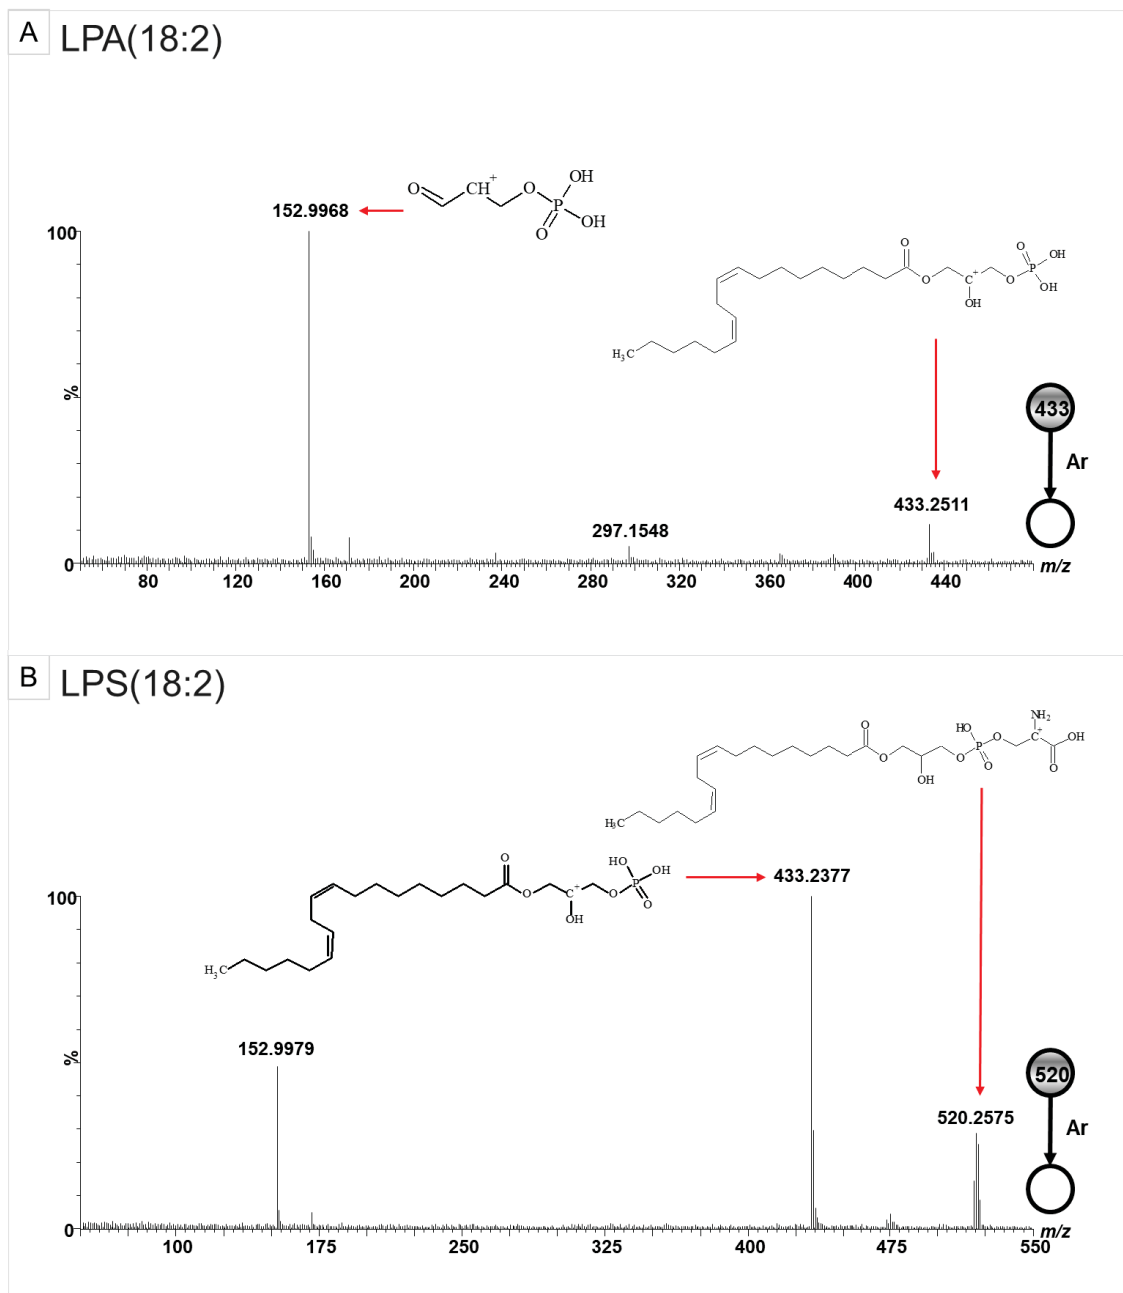 A LPA(18:2)
O CH+ O P OH OH O
152.9968
100
%
0
O O C+ OH O P O OH OH
H3C
433
Ar
433.2511
297.1548
80 120 160 200 240 280 320 360 400 440 m/z
B LPS(18:2)
O O OH O HO P O O NH2 C+ OH O
H3C
520.2575
O O C+ OH O HO P OH O
H3C
433.2377
100
%
0
152.9979
520
Ar
100 175 250 325 400 475 550 m/z